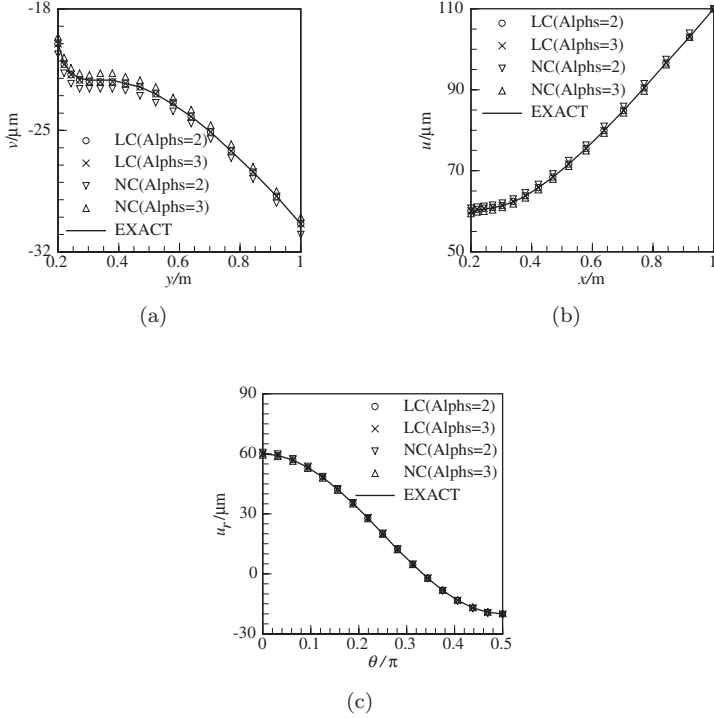 -18
-25
-32
v/μm
LC(Alphs=2)
LC(Alphs=3)
NC(Alphs=2)
NC(Alphs=3)
EXACT
0.2 0.4 0.6 0.8 1
y/m
(a)
110
90
70
50
u/μm
LC(Alphs=2)
LC(Alphs=3)
NC(Alphs=2)
NC(Alphs=3)
EXACT
0.2 0.4 0.6 0.8 1
x/m
(b)
90
60
30
0
-30
u_r/μm
LC(Alphs=2)
LC(Alphs=3)
NC(Alphs=2)
NC(Alphs=3)
EXACT
0 0.1 0.2 0.3 0.4 0.5
θ/π
(c)